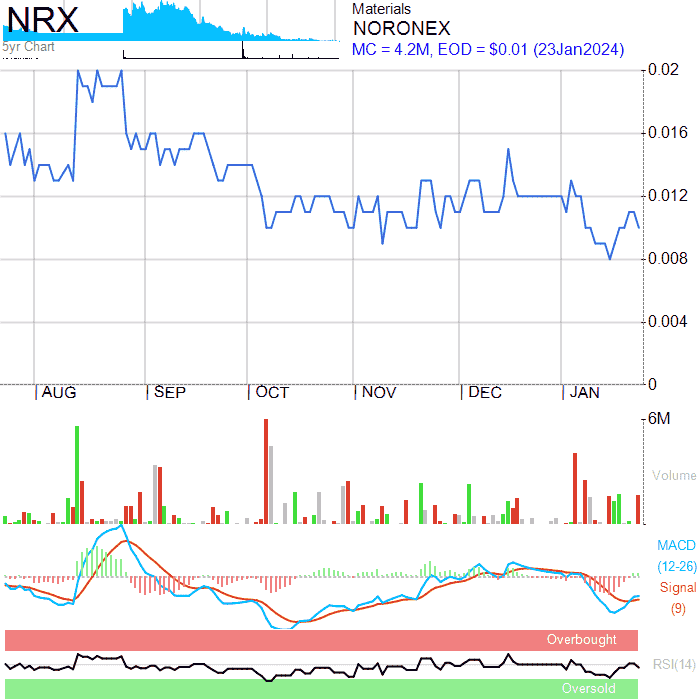 NRX
5yr Chart
Materials
NORONEX
MC = 4.2M, EOD = $0.01 (23Jan2024)
0.02
0.016
0.012
0.008
0.004
0
AUG SEP OCT NOV DEC JAN
6M
Volume
MACD
(12-26)
Signal
(9)
Overbought
RSI(14)
Oversold